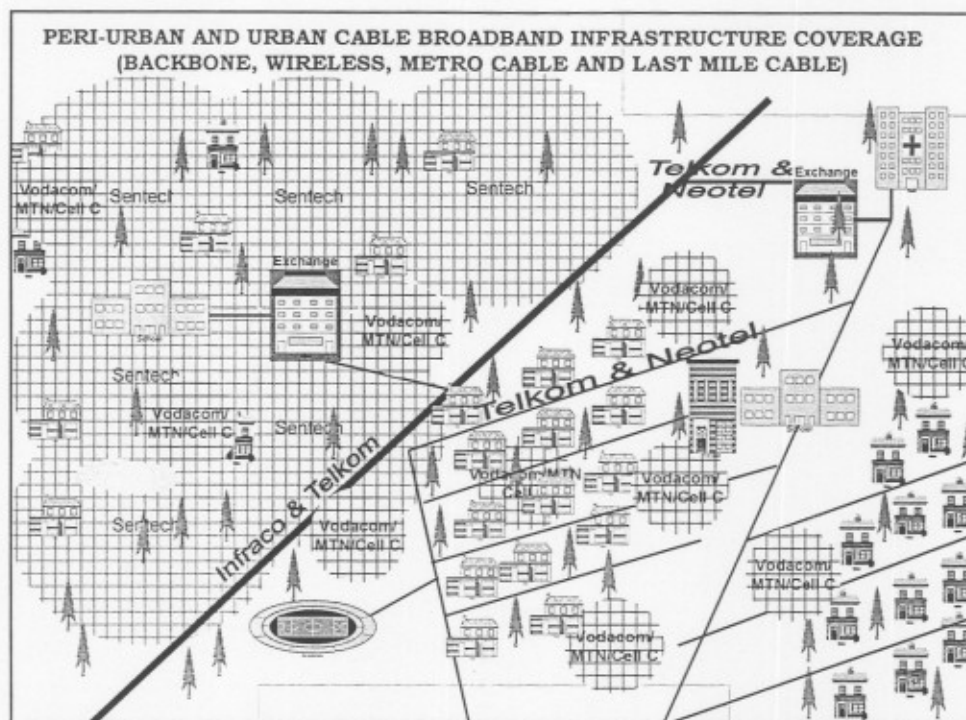 PERI-URBAN AND URBAN CABLE BROADBAND INFRASTRUCTURE COVERAGE
(BACKBONE, WIRELESS, METRO CABLE AND LAST MILE CABLE)
Telkom &
Neotel
Exchange
Vodacom/
MTN/Cell C
Sentech
Sentech
Sentech
Exchange
Vodacom/
MTN/Cell C
Vodacom/
MTN/Cell C
School
Vodacom/
MTN/Cell C
Telkom & Neotel
Sentech
Vodacom/
MTN/Cell C
Sentech
Vodacom/MTN
Cell C
Vodacom/
MTN/Cell C
Infraco & Telkom
Sentech
Vodacom/
MTN/Cell C
Vodacom/
MTN/Cell C
Vodacom/
MTN/Cell C